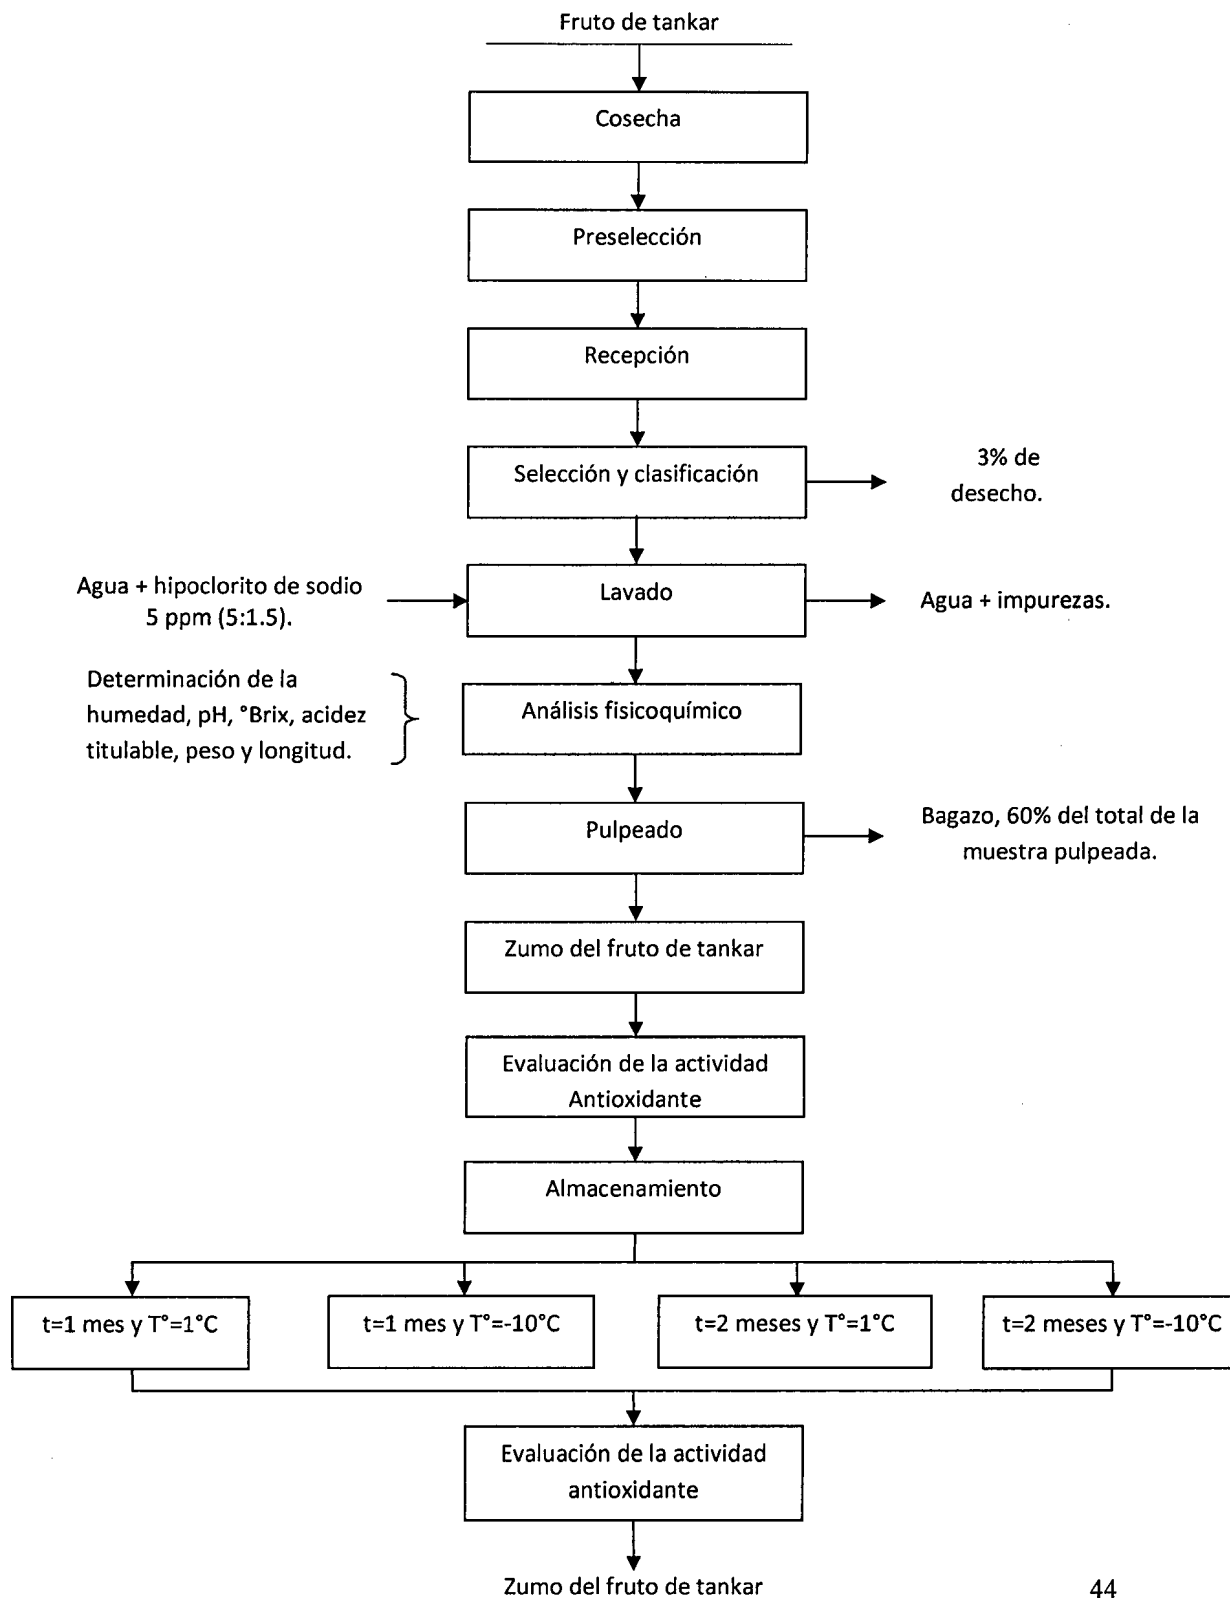 Fruto de tankar
Cosecha
Preselección
Recepción
Selección y clasificación
3% de
desecho.
Agua + hipoclorito de sodio
5 ppm (5:1.5).
Lavado
Agua + impurezas.
Determinación de la
humedad, pH, °Brix, acidez
titulable, peso y longitud.
Análisis fisicoquímico
Pulpeado
Bagazo, 60% del total de la
muestra pulpeada.
Zumo del fruto de tankar
Evaluación de la actividad
Antioxidante
Almacenamiento
t=1 mes y T°=1°C
t=1 mes y T°=-10°C
t=2 meses y T°=1°C
t=2 meses y T°=-10°C
Evaluación de la actividad
antioxidante
Zumo del fruto de tankar
44